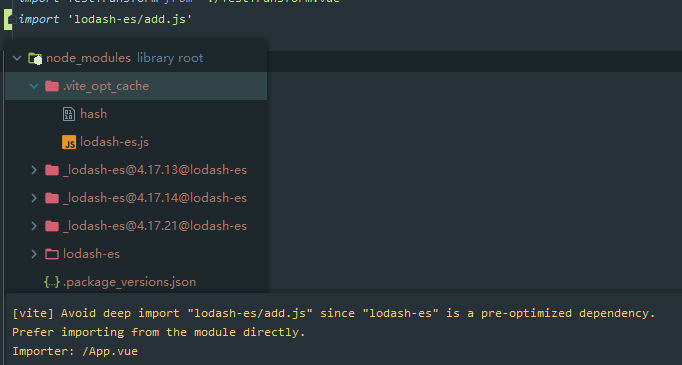 import TestTransform from './TestTransform.vue'
import 'lodash-es/add.js'
node_modules library root
.vite_opt_cache
hash
lodash-es.js
_lodash-es@4.17.13@lodash-es
_lodash-es@4.17.14@lodash-es
_lodash-es@4.17.21@lodash-es
lodash-es
.package_versions.json
[vite] Avoid deep import "lodash-es/add.js" since "lodash-es" is a pre-optimized dependency.
Prefer importing from the module directly.
Importer: /App.vue